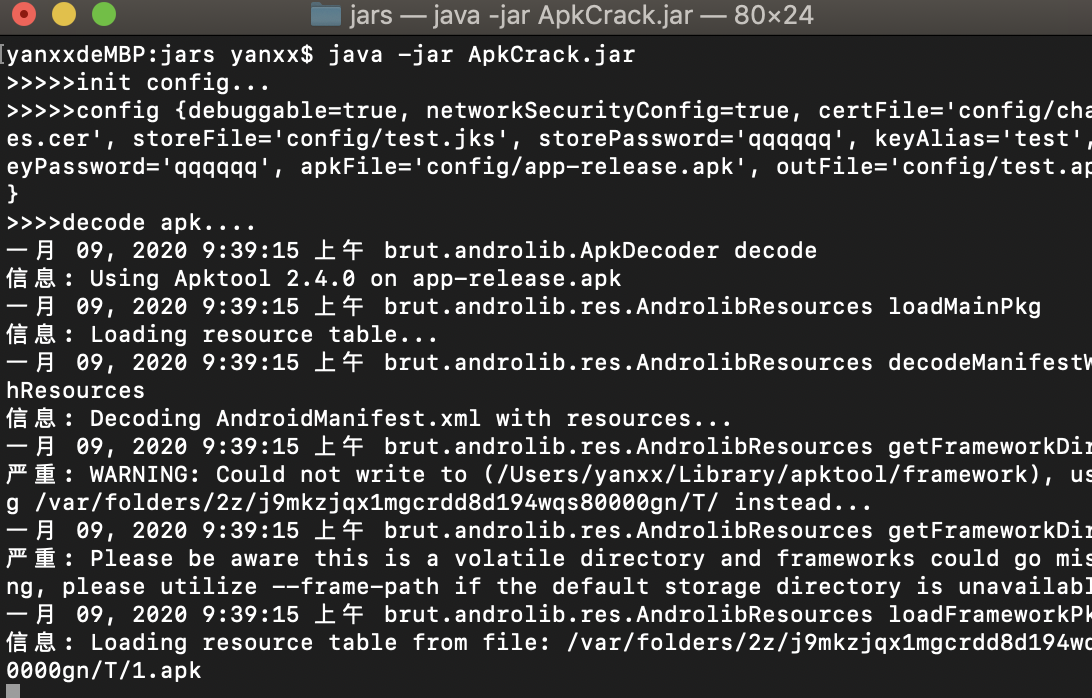 jars — java -jar ApkCrack.jar — 80×24
yanxxdeMBP:jars yanxx$ java -jar ApkCrack.jar
>>>>>init config...
>>>>>config {debuggable=true, networkSecurityConfig=true, certFile='config/cha
es.cer', storeFile='config/test.jks', storePassword='qqqqqq', keyAlias='test',
eyPassword='qqqqqq', apkFile='config/app-release.apk', outFile='config/test.ap
}
>>>>decode apk....
一月 09, 2020 9:39:15 上午 brut.androlib.ApkDecoder decode
信息: Using Apktool 2.4.0 on app-release.apk
一月 09, 2020 9:39:15 上午 brut.androlib.res.AndrolibResources loadMainPkg
信息: Loading resource table...
一月 09, 2020 9:39:15 上午 brut.androlib.res.AndrolibResources decodeManifestW
hResources
信息: Decoding AndroidManifest.xml with resources...
一月 09, 2020 9:39:15 上午 brut.androlib.res.AndrolibResources getFrameworkDir
严重: WARNING: Could not write to (/Users/yanxx/Library/apktool/framework), us
g /var/folders/2z/j9mkzjqx1mgcrdd8d194wqs80000gn/T/ instead...
一月 09, 2020 9:39:15 上午 brut.androlib.res.AndrolibResources getFrameworkDir
严重: Please be aware this is a volatile directory and frameworks could go mis
ng, please utilize --frame-path if the default storage directory is unavailabl
一月 09, 2020 9:39:15 上午 brut.androlib.res.AndrolibResources loadFrameworkPk
信息: Loading resource table from file: /var/folders/2z/j9mkzjqx1mgcrdd8d194wq
0000gn/T/1.apk